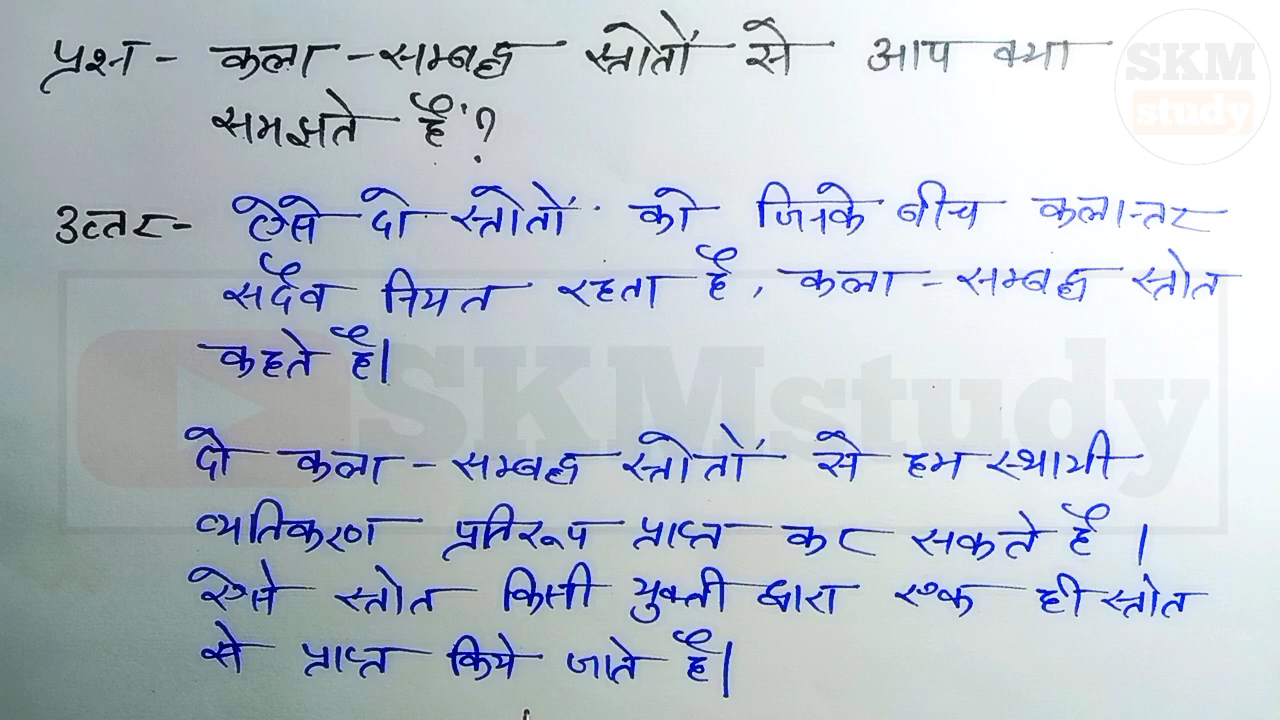 प्रश्न - कला - सम्बद्ध स्त्रोतों से आप क्या
समझते हैं ?
उत्तर - ऐसे दो स्त्रोतों को जिनके बीच कलान्तर
सदैव नियत रहता है , कला - सम्बद्ध स्त्रोत
कहते हैं।
दो कला - सम्बद्ध स्त्रोतों से हम स्थायी
व्यतिकरण प्रतिरूप प्राप्त कर सकते हैं ।
ऐसे स्त्रोत किसी युक्ती द्वारा एक ही स्त्रोत
से प्राप्त किये जाते हैं।
SKM
study
SKMstudy